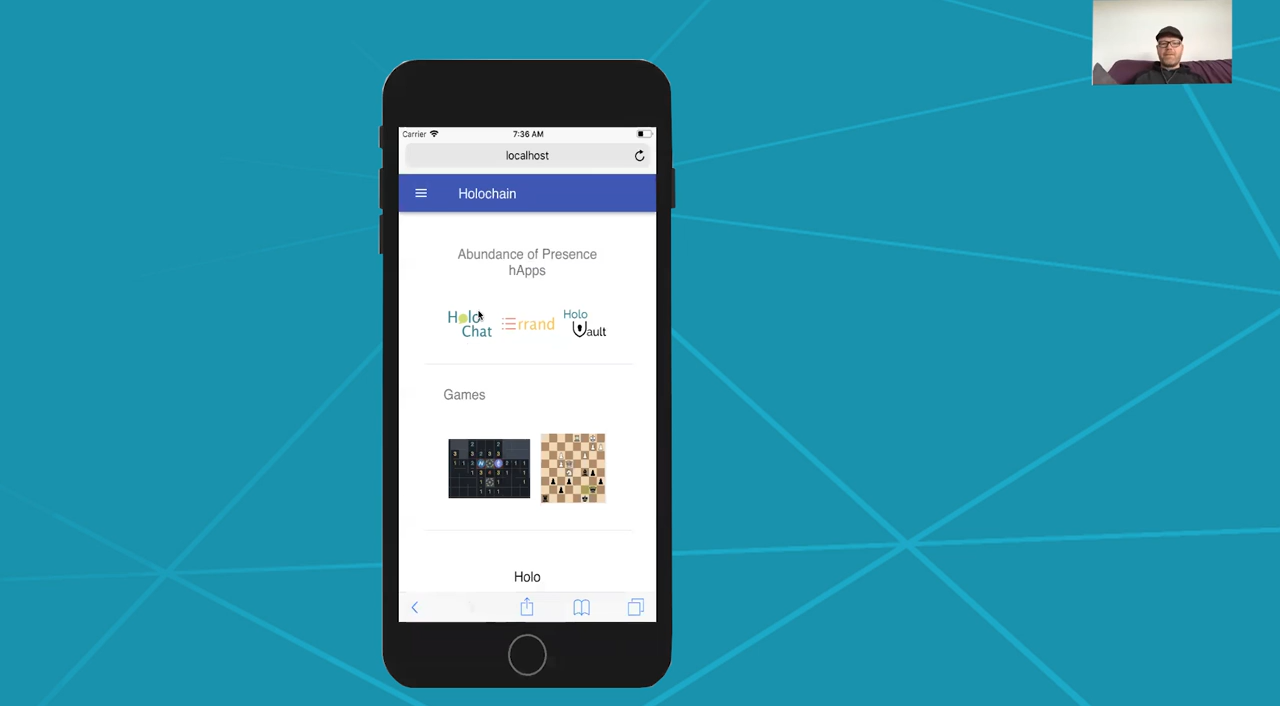 Carrier 7:36 AM
localhost
Holochain
Abundance of Presence
hApps
Holo
Chat
Errand
Holo
Vault
Games
Holo